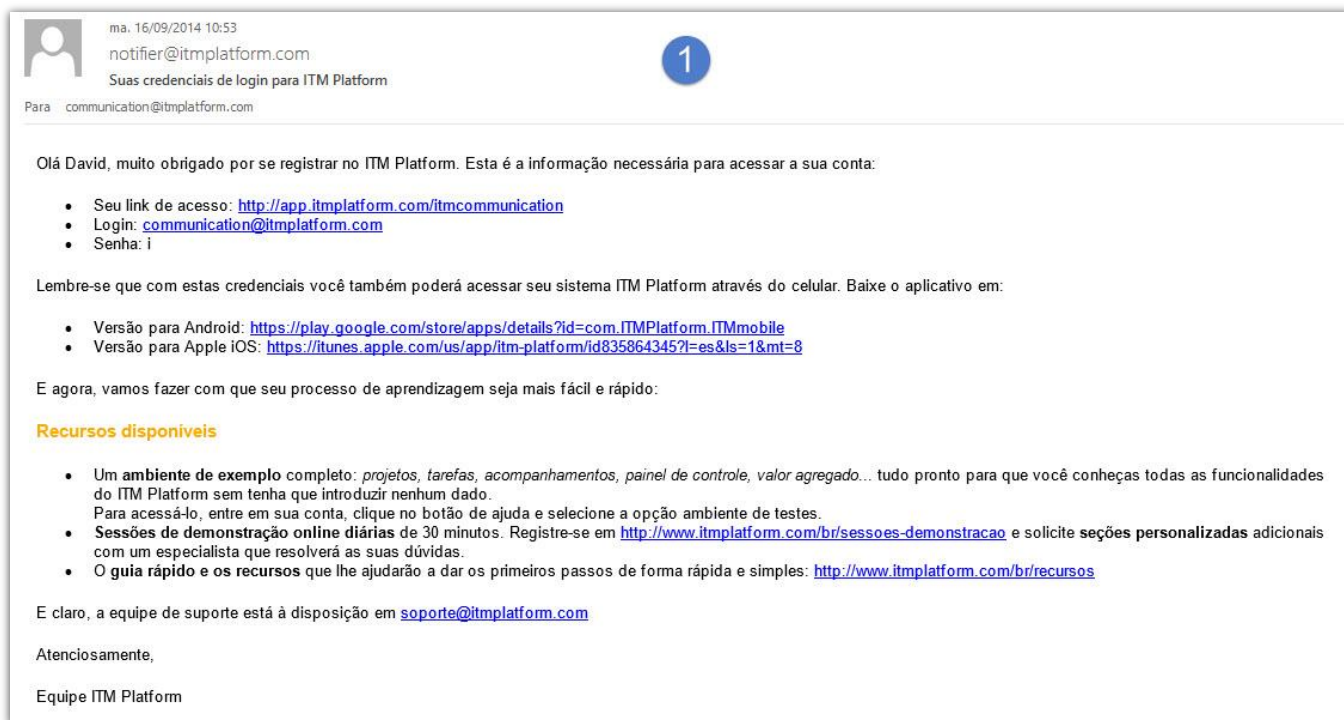 ma. 16/09/2014 10:53
notifier@itmplatform.com
1
Suas credenciais de login para ITM Platform
Para communication@itmplatform.com
Olá David, muito obrigado por se registrar no ITM Platform. Esta é a informação necessária para acessar a sua conta:
• Seu link de acesso: http://app.itmplatform.com/itmcommunication
• Login: communication@itmplatform.com
• Senha: i
Lembre-se que com estas credenciais você também poderá acessar seu sistema ITM Platform através do celular. Baixe o aplicativo em:
• Versão para Android: https://play.google.com/store/apps/details?id=com.ITMPlatform.ITMmobile
• Versão para Apple iOS: https://itunes.apple.com/us/app/itm-platform/id835864345?l=es&ls=1&mt=8
E agora, vamos fazer com que seu processo de aprendizagem seja mais fácil e rápido:
Recursos disponíveis
• Um ambiente de exemplo completo: projetos, tarefas, acompanhamentos, painel de controle, valor agregado... tudo pronto para que você conheças todas as funcionalidades
do ITM Platform sem tenha que introduzir nenhum dado.
Para acessá-lo, entre em sua conta, clique no botão de ajuda e selecione a opção ambiente de testes.
• Sessões de demonstração online diárias de 30 minutos. Registre-se em http://www.itmplatform.com/br/sessoes-demonstracao e solicite seções personalizadas adicionais
com um especialista que resolverá as suas dúvidas.
• O guia rápido e os recursos que lhe ajudarão a dar os primeiros passos de forma rápida e simples: http://www.itmplatform.com/br/recursos
E claro, a equipe de suporte está à disposição em soporte@itmplatform.com
Atenciosamente,
Equipe ITM Platform